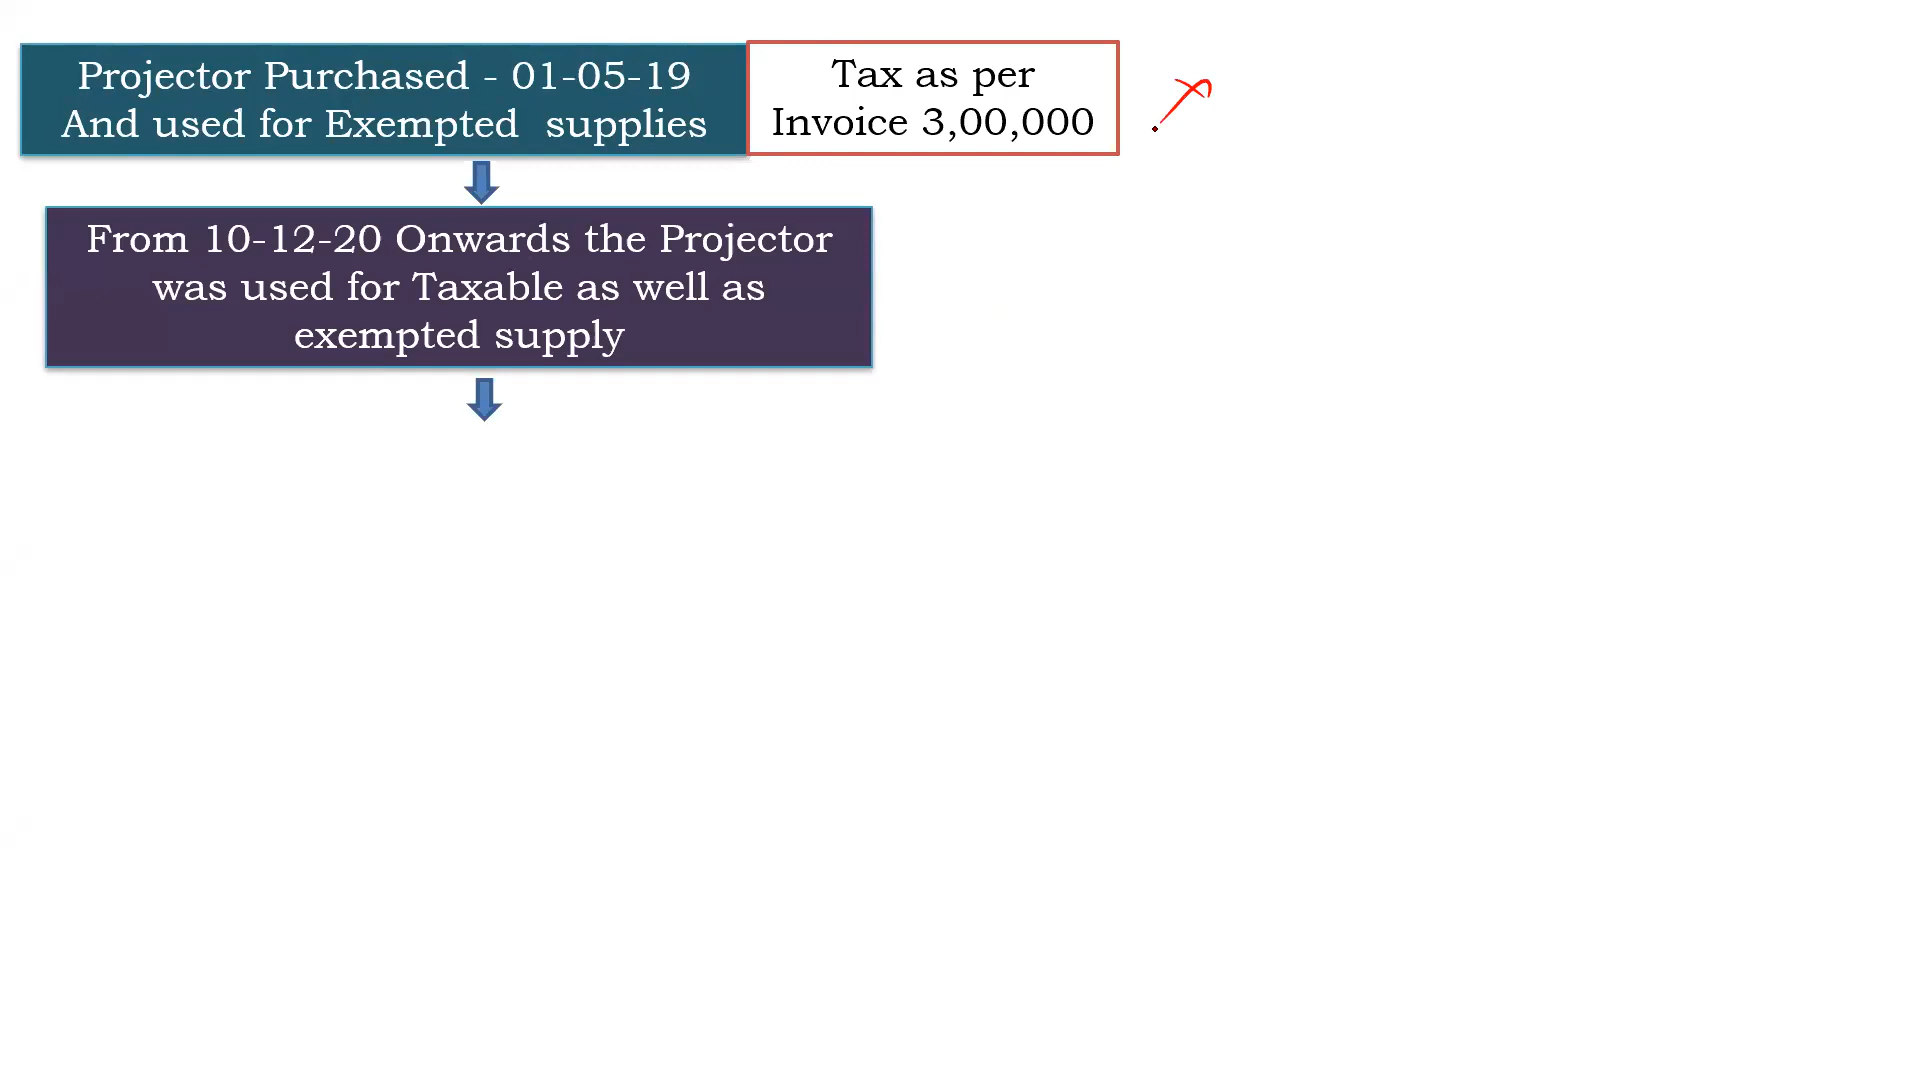 Projector Purchased - 01-05-19
And used for Exempted supplies
Tax as per
Invoice 3,00,000
From 10-12-20 Onwards the Projector
was used for Taxable as well as
exempted supply